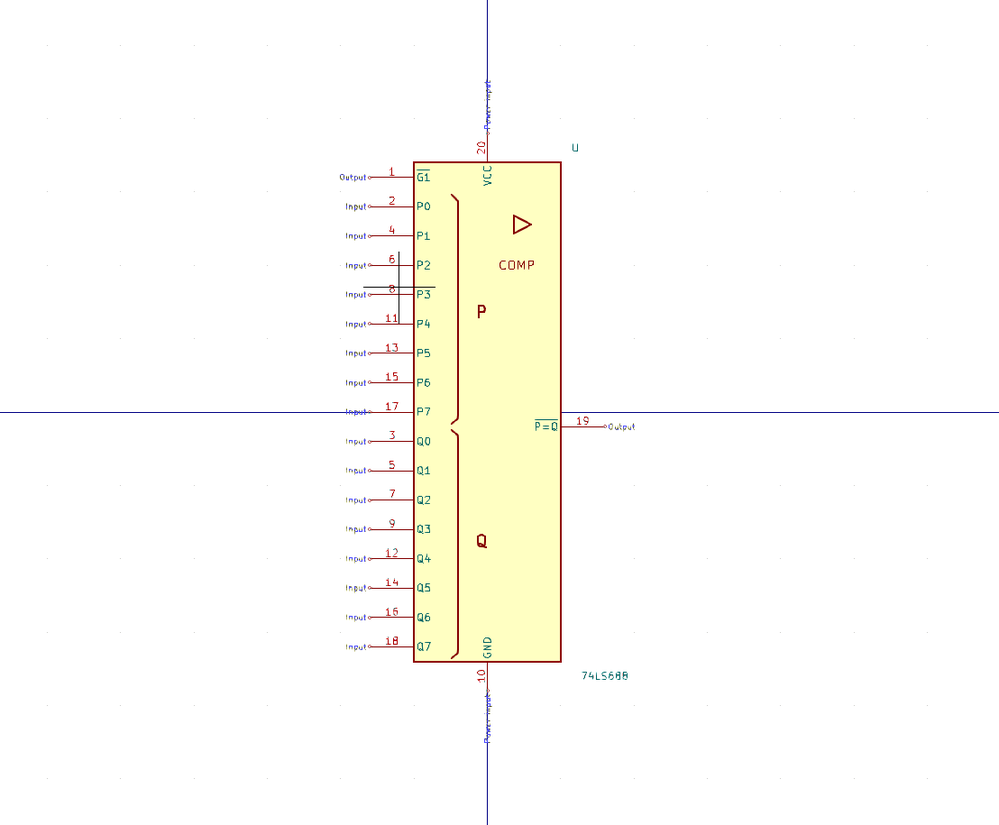 Power input
20
U
VCC
Output 1 G1
Input 2 P0
Input 4 P1
Input 6 P2
COMP
Input 8 P3
P
Input 11 P4
Input 13 P5
Input 15 P6
Input 17 P7
P=Q 19 Output
Input 3 Q0
Input 5 Q1
Input 7 Q2
Input 9 Q3
Q
Input 12 Q4
Input 14 Q5
Input 16 Q6
Input 18 Q7
GND
10
Power input